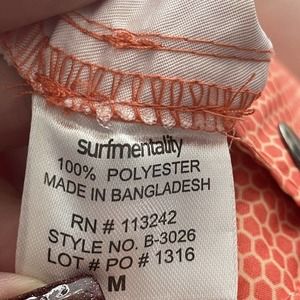 surfmentality
100% POLYESTER
MADE IN BANGLADESH
RN # 113242
STYLE NO. B-3026
LOT # PO # 1316
M